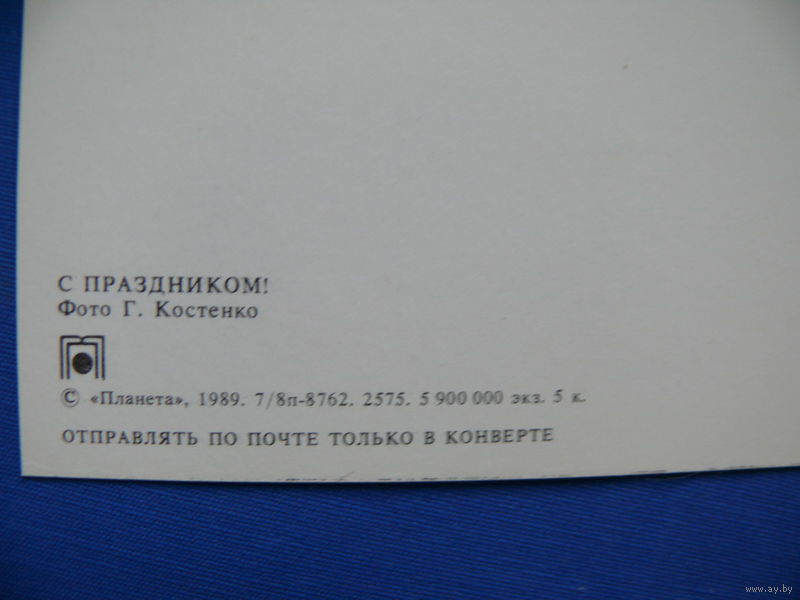 С ПРАЗДНИКОМ!
Фото Г. Костенко
© «Планета», 1989. 7/8п-8762. 2575. 5 900 000 экз. 5 к.
ОТПРАВЛЯТЬ ПО ПОЧТЕ ТОЛЬКО В КОНВЕРТЕ
www.ay.by